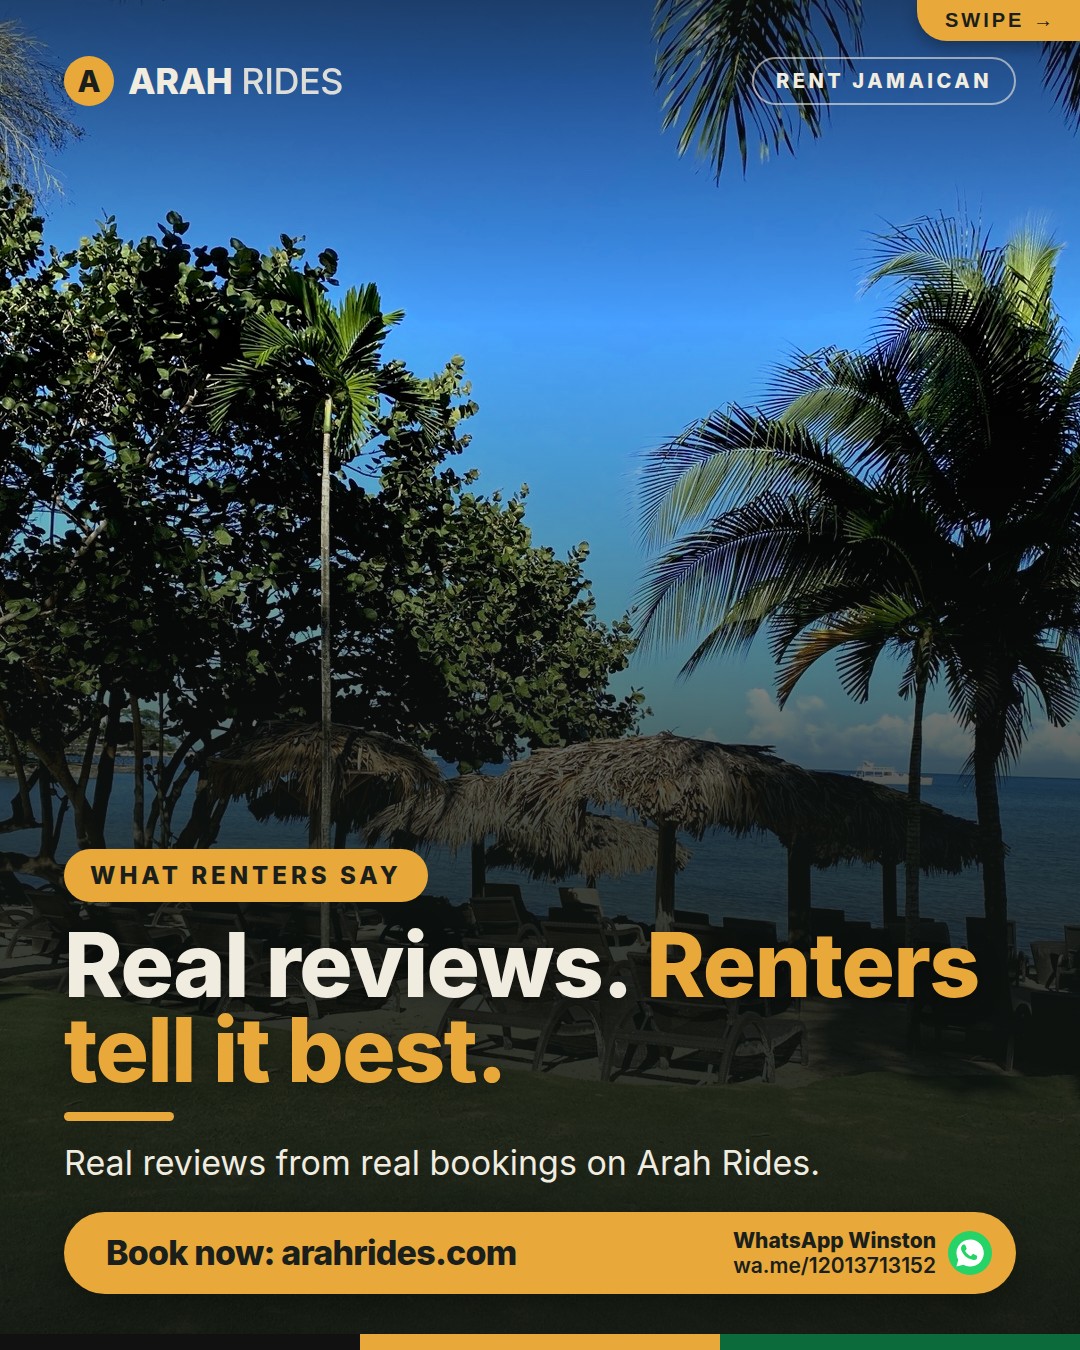 SWIPE →
A ARAH RIDES
RENT JAMAICAN
WHAT RENTERS SAY
Real reviews. Renters
tell it best.
Real reviews from real bookings on Arah Rides.
Book now: arahrides.com
WhatsApp Winston
wa.me/12013713152